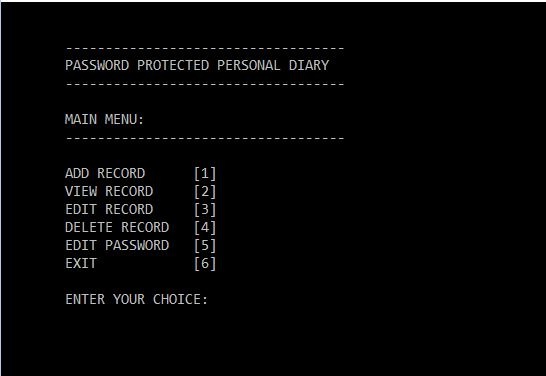 -----------------------------------
PASSWORD PROTECTED PERSONAL DIARY
-----------------------------------
MAIN MENU:
-----------------------------------
ADD RECORD [1]
VIEW RECORD [2]
EDIT RECORD [3]
DELETE RECORD [4]
EDIT PASSWORD [5]
EXIT [6]
ENTER YOUR CHOICE: